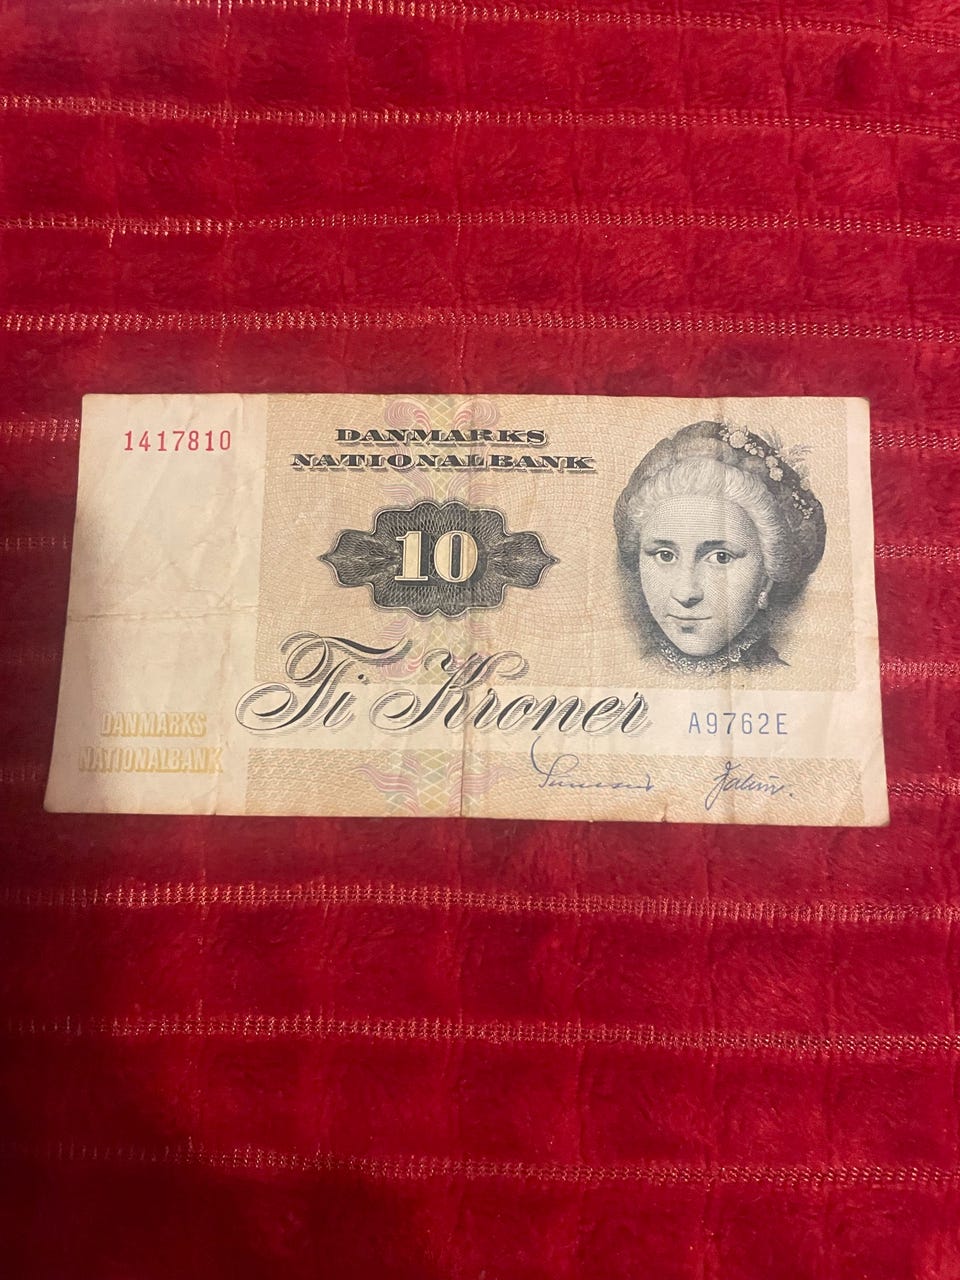 1417810
DANMARKS
NATIONALBANK
10
Ti Kroner
A9762E
DANMARKS
NATIONALBANK